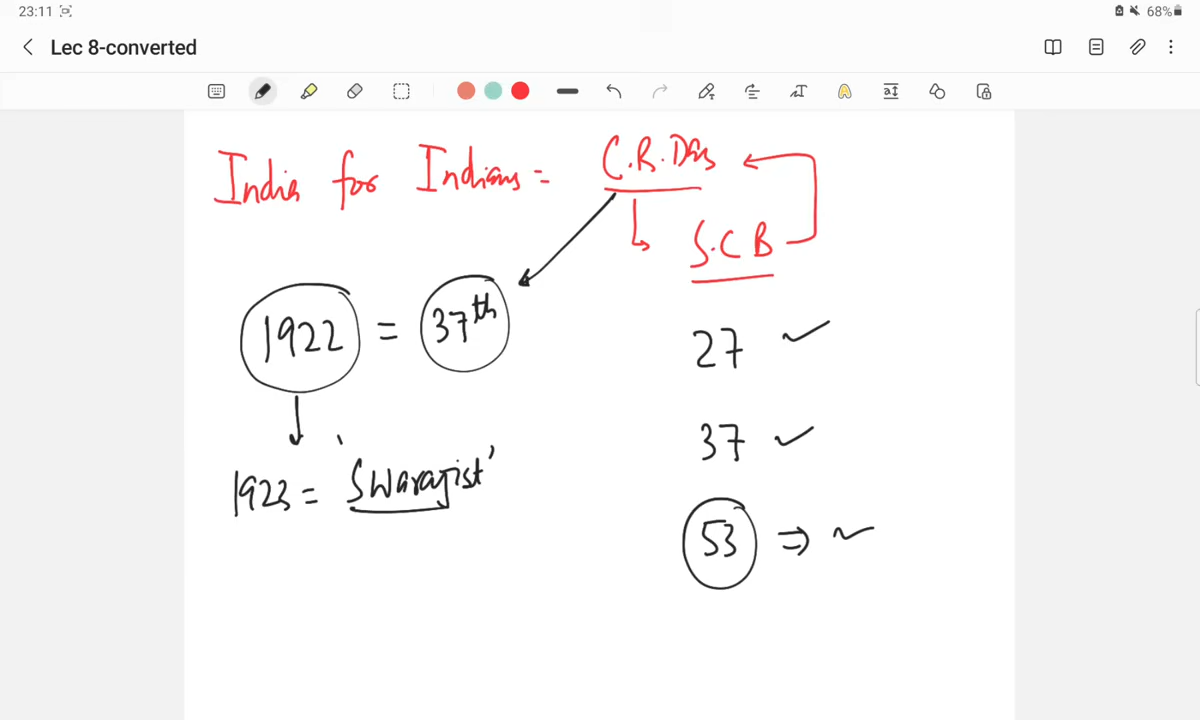 23:11 68%
Lec 8-converted
India for Indians = C.R.Das
S.C B
1922 = 37th
27
37
1923 = 'Swarajist'
53 ⇒